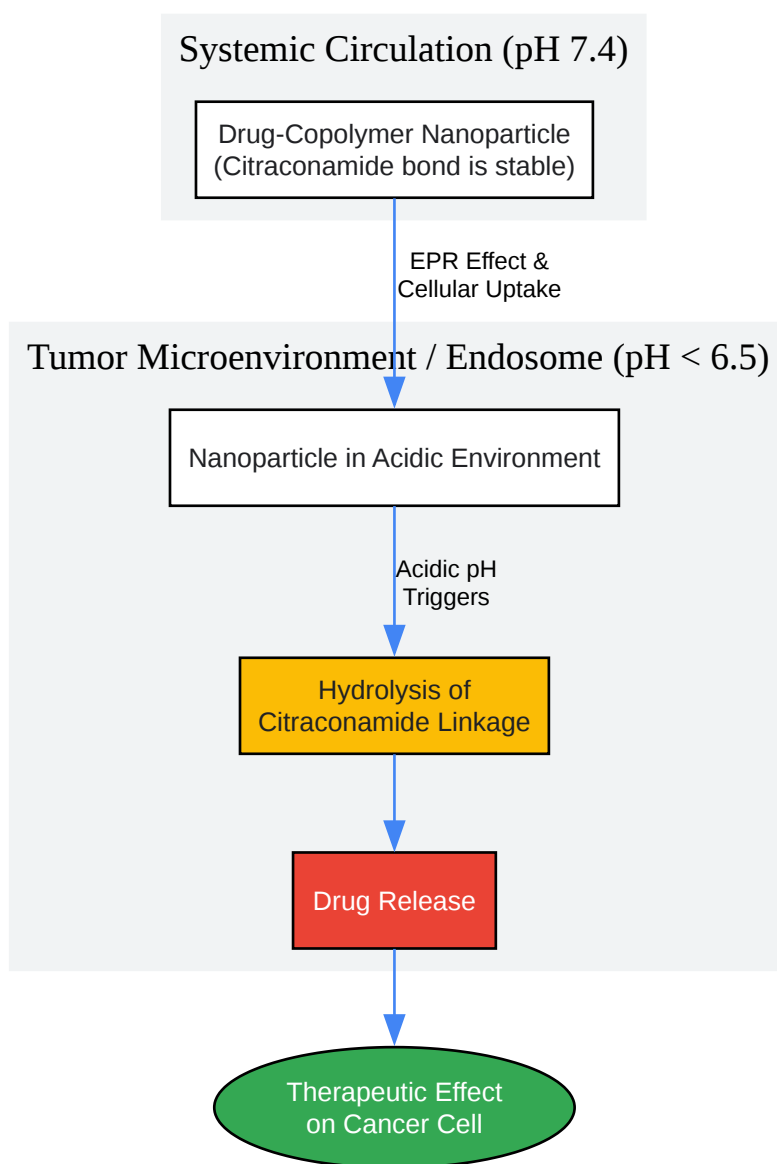 Systemic Circulation (pH 7.4)
Drug-Copolymer Nanoparticle
(Citraconamide bond is stable)
EPR Effect &
Cellular Uptake
Tumor Microenvironment / Endosome (pH < 6.5)
Nanoparticle in Acidic Environment
Acidic pH
Triggers
Hydrolysis of
Citraconamide Linkage
Drug Release
Therapeutic Effect
on Cancer Cell